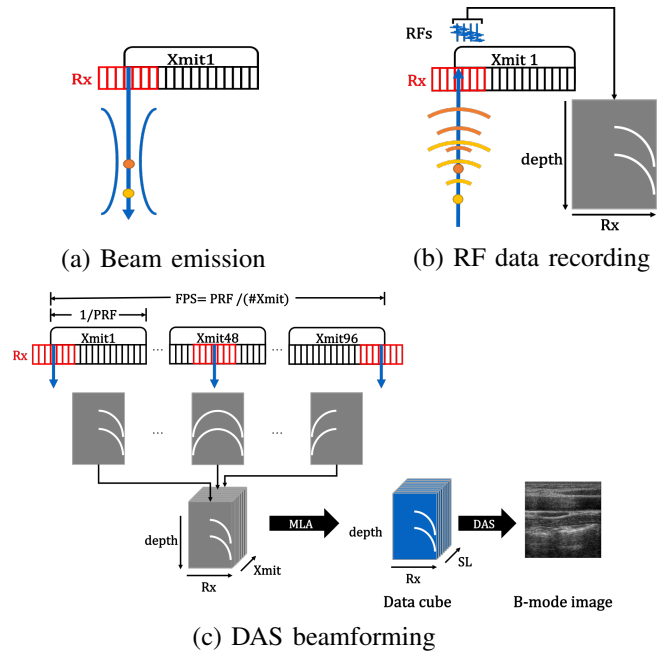 Xmit1
Rx
(a) Beam emission
RFs
Xmit 1
Rx
depth
Rx
(b) RF data recording
FPS= PRF /(#Xmit)
1/PRF
Rx
Xmit1
...
Xmit48
...
Xmit96
...
...
depth
Rx
Xmit
MLA
depth
Rx
SL
DAS
Data cube
B-mode image
(c) DAS beamforming